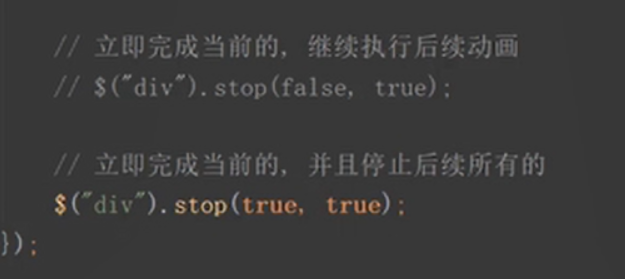 // 立即完成当前的, 继续执行后续动画
// $("div").stop(false, true);
// 立即完成当前的, 并且停止后续所有的
$("div").stop(true, true);
});